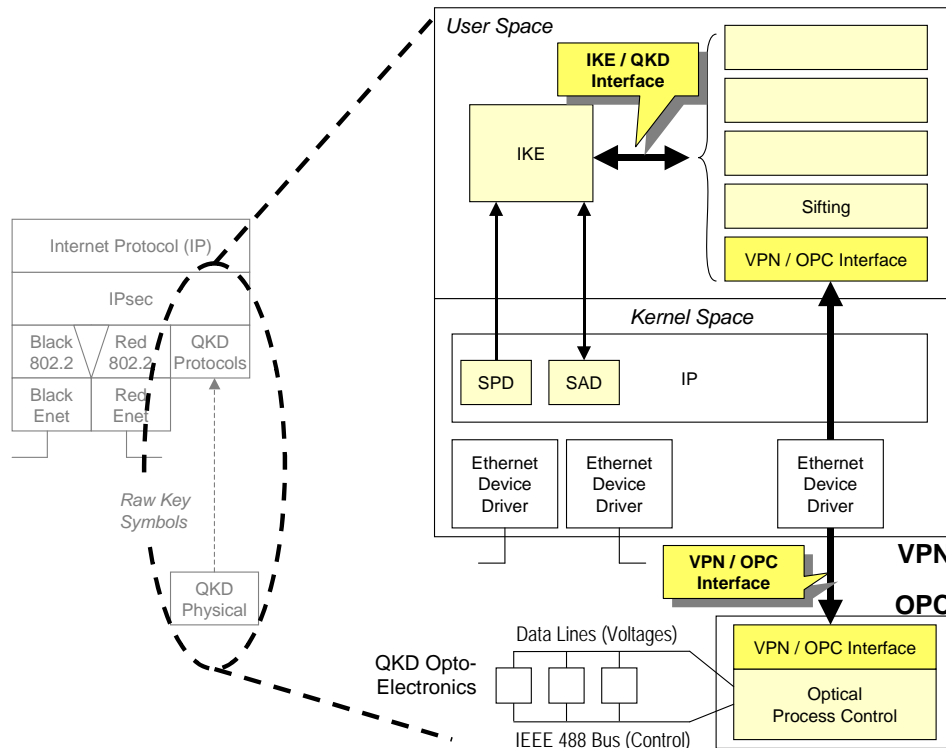 User Space
IKE / QKD
Interface
IKE
Sifting
VPN / OPC Interface
Internet Protocol (IP)
IPsec
Black
802.2
Red
802.2
QKD
Protocols
Black
Enet
Red
Enet
Raw Key
Symbols
QKD
Physical
Kernel Space
SPD
SAD
IP
Ethernet
Device
Driver
Ethernet
Device
Driver
Ethernet
Device
Driver
VPN
VPN / OPC
Interface
OPC
Data Lines (Voltages)
QKD Opto-
Electronics
IEEE 488 Bus (Control)
VPN / OPC Interface
Optical
Process Control